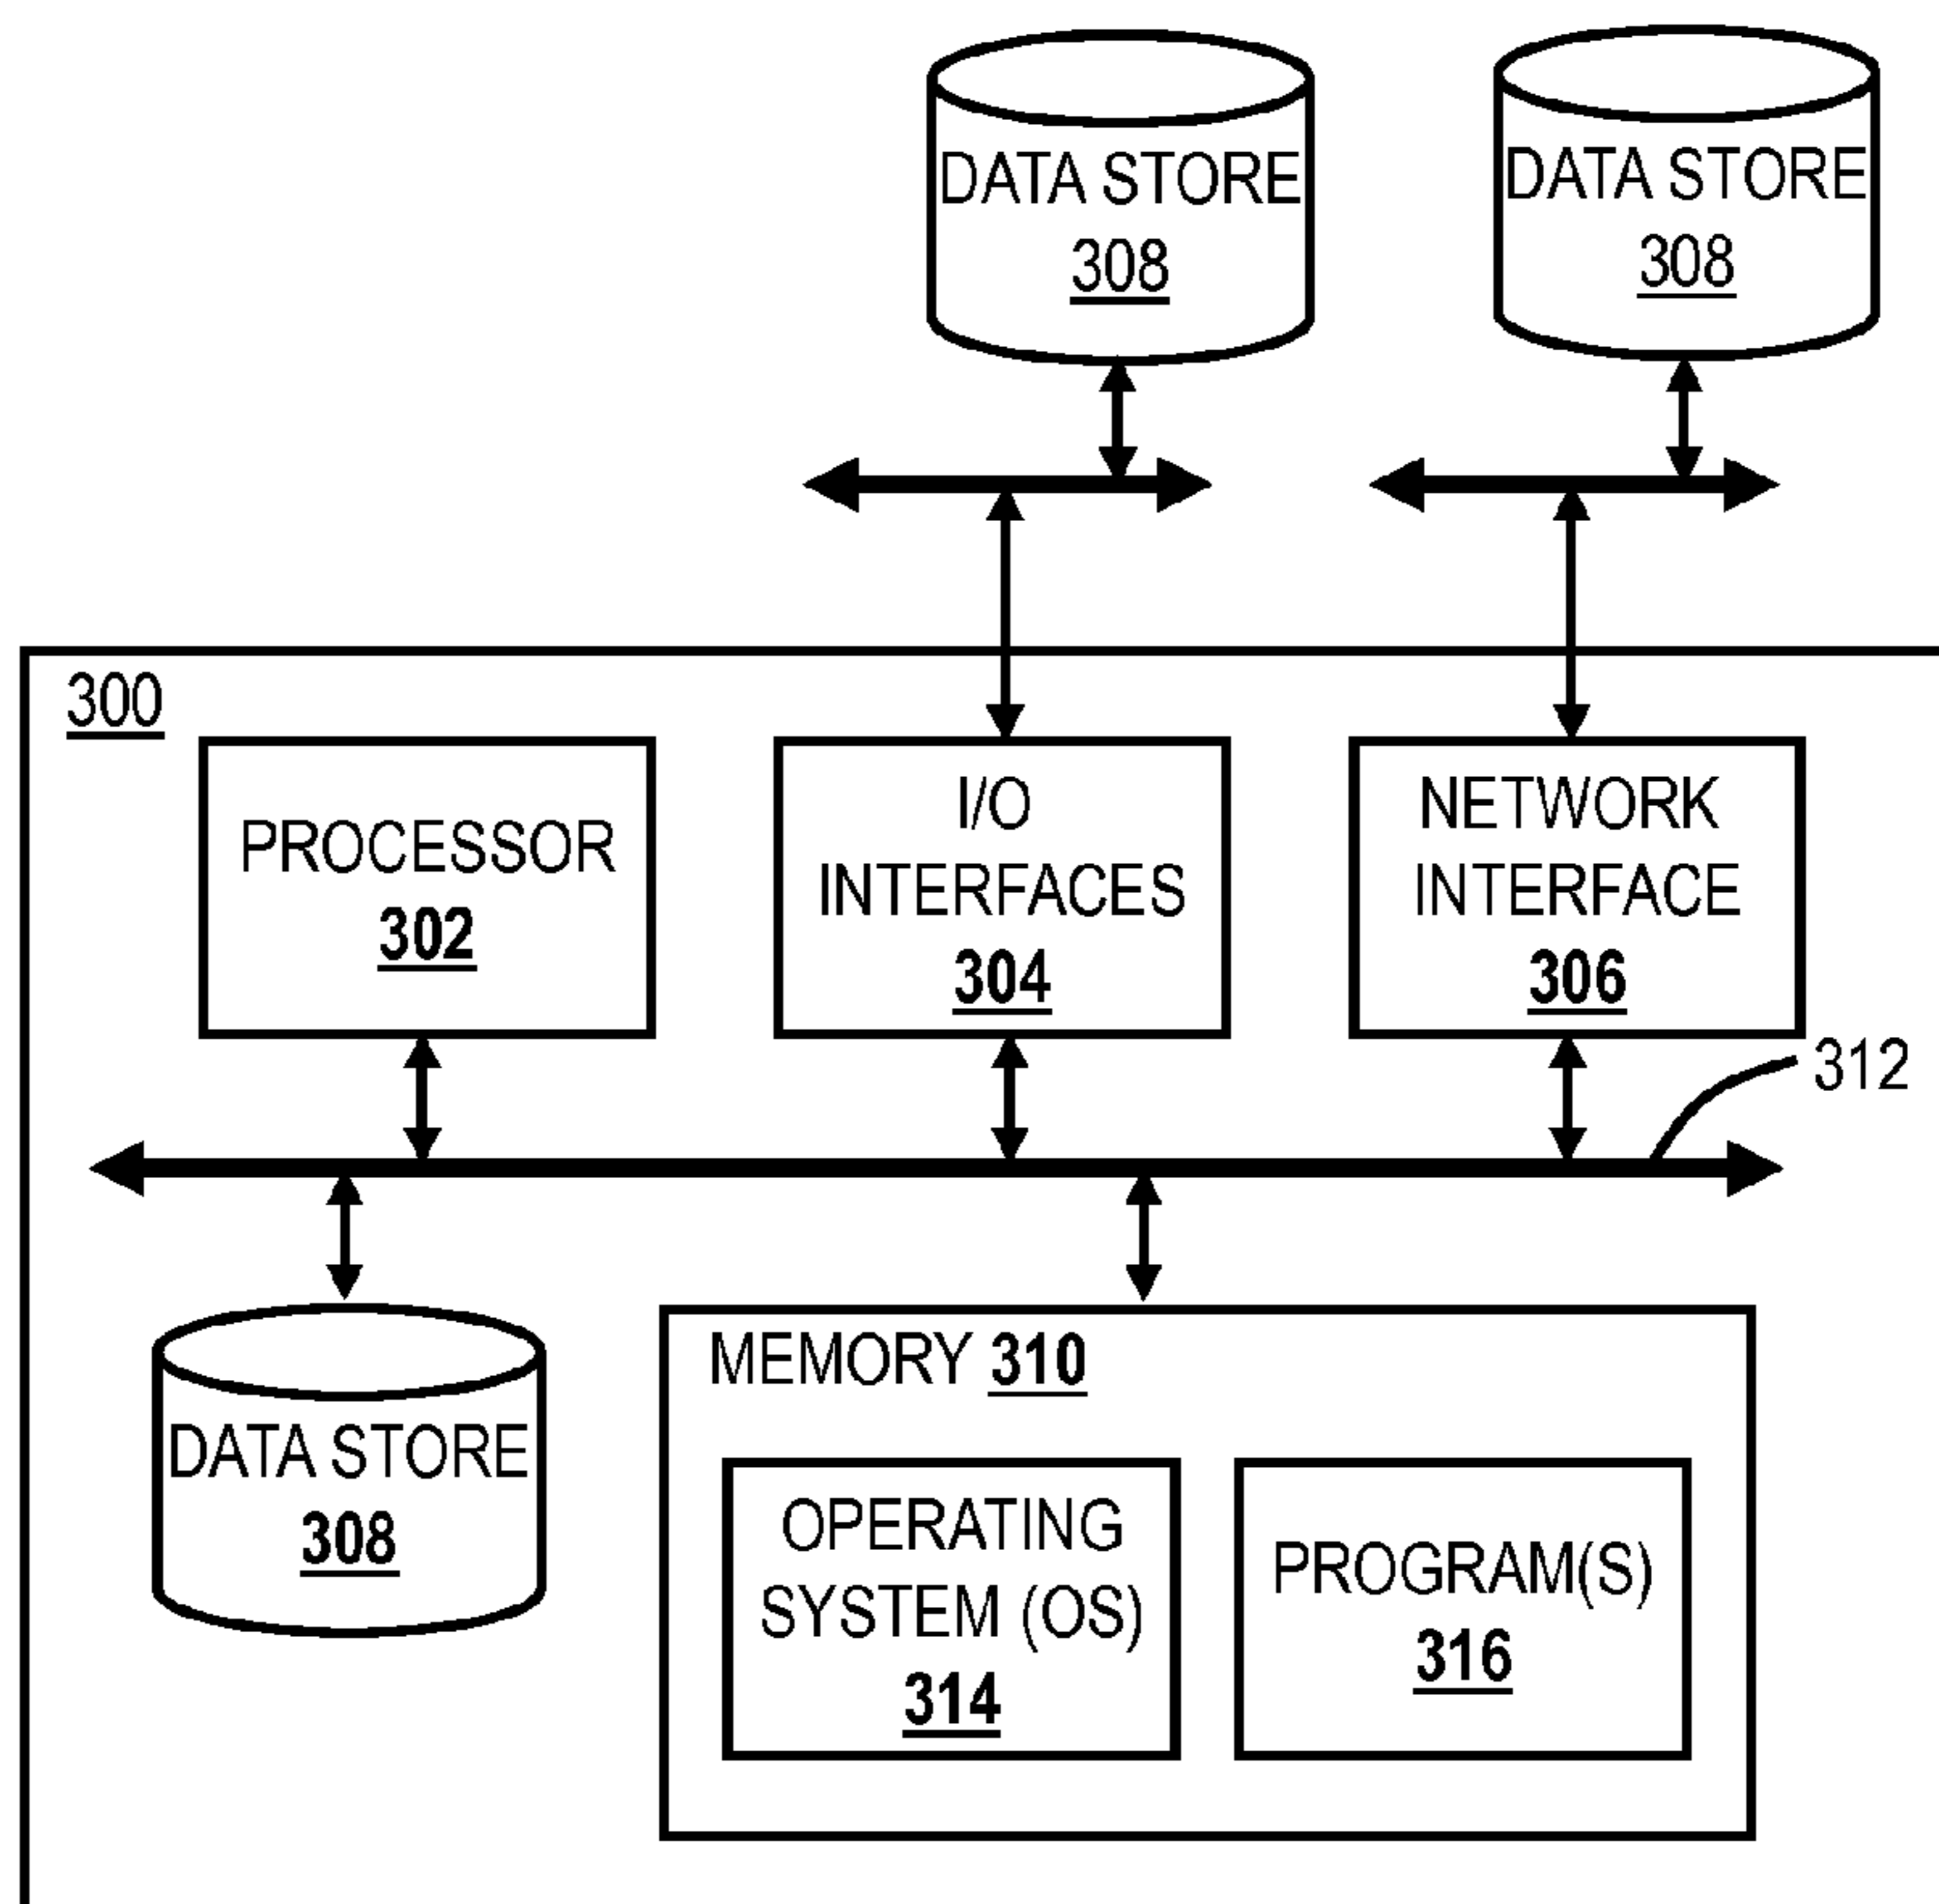 DATA STORE
308
DATA STORE
308
300
PROCESSOR
302
I/O
INTERFACES
304
NETWORK
INTERFACE
306
312
DATA STORE
308
MEMORY 310
OPERATING
SYSTEM (OS)
314
PROGRAM(S)
316